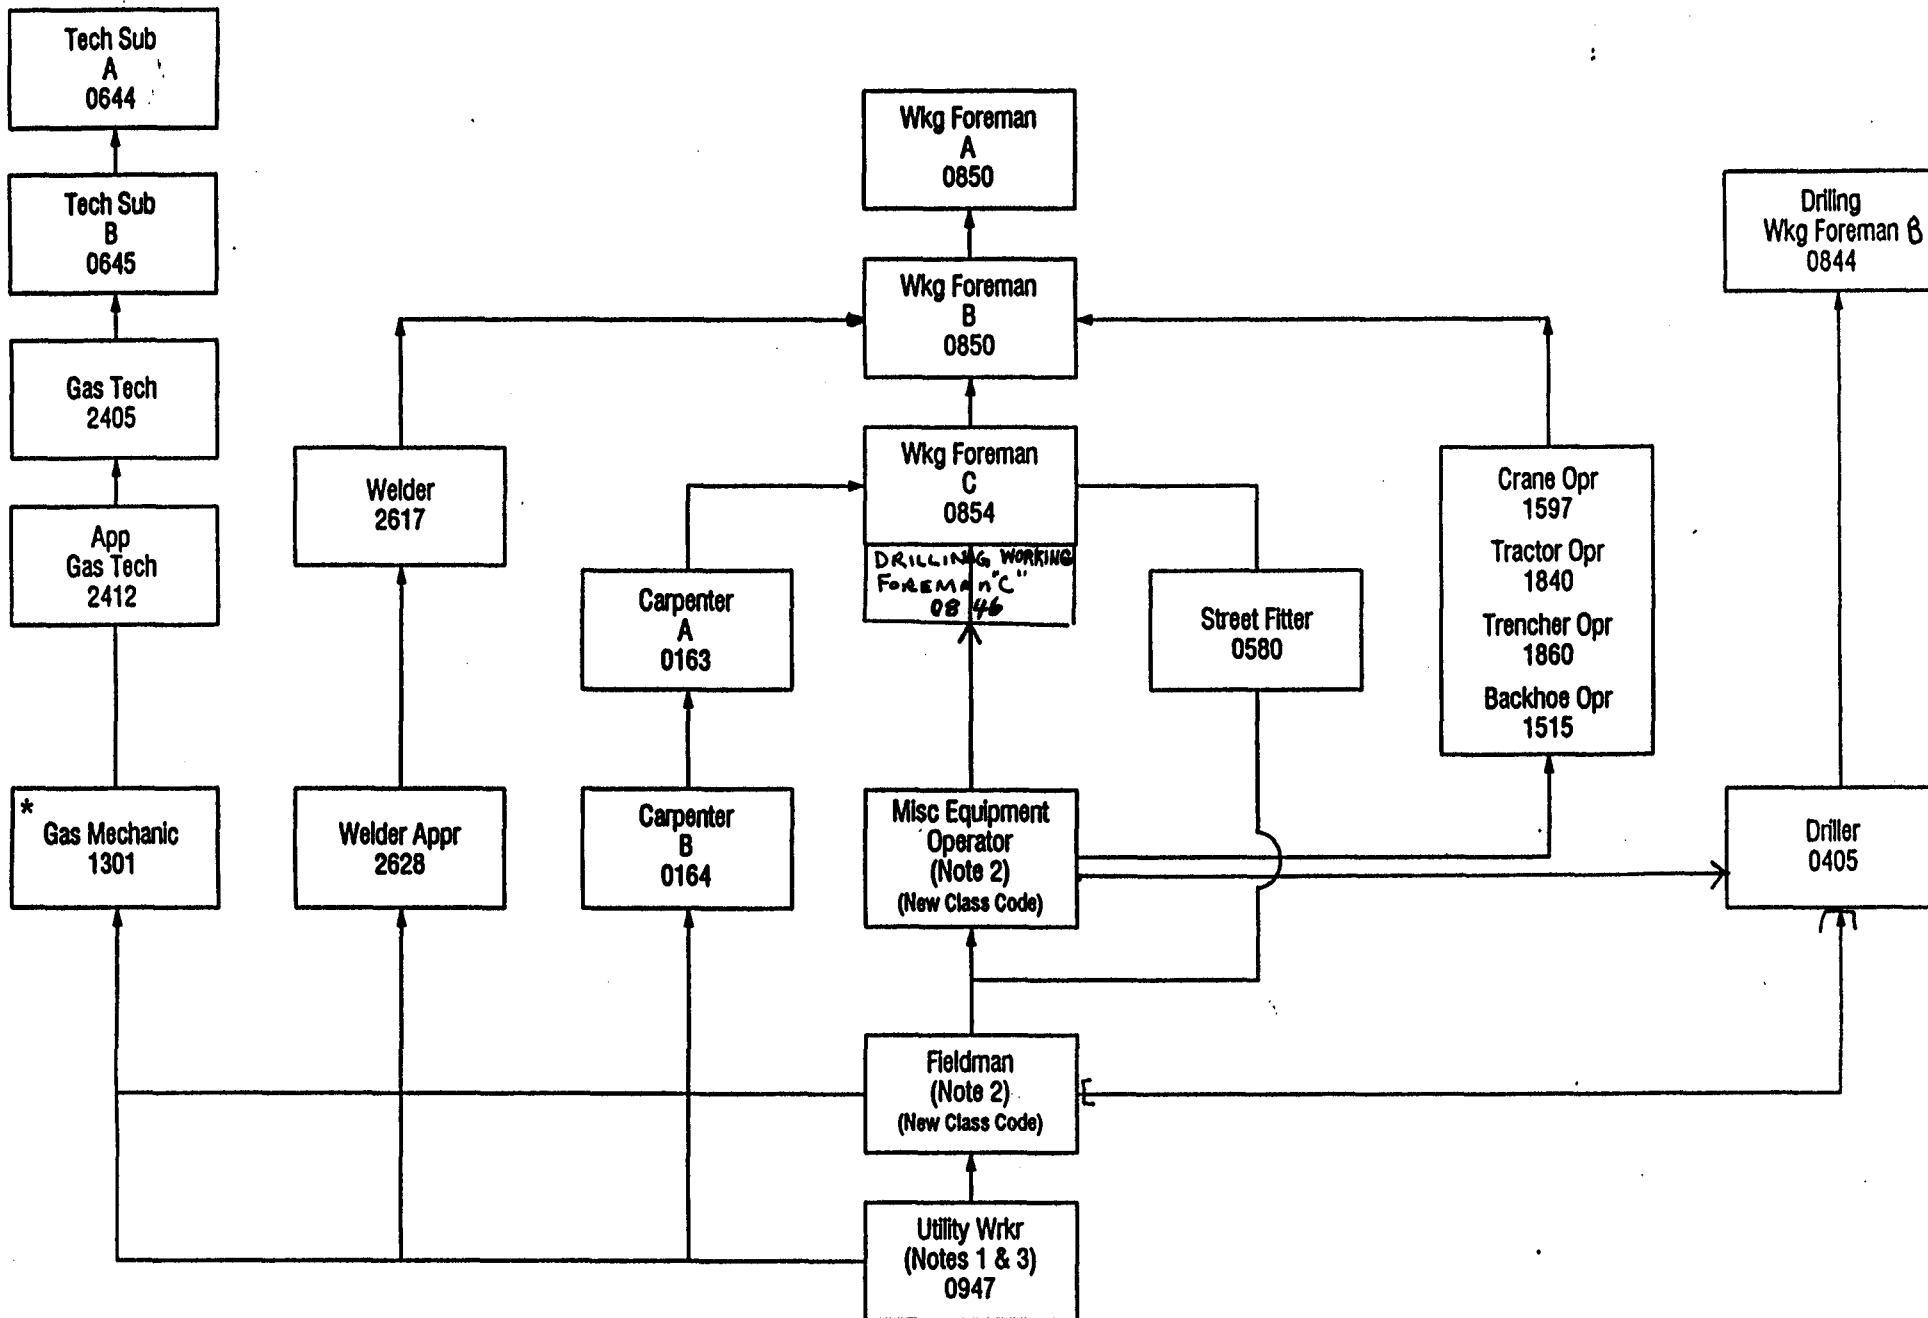 Tech Sub
A
0644
Tech Sub
B
0645
Gas Tech
2405
App
Gas Tech
2412
*
Gas Mechanic
1301
Welder
2617
Welder Appr
2628
Carpenter
A
0163
Carpenter
B
0164
Wkg Foreman
A
0850
Wkg Foreman
B
0850
Wkg Foreman
C
0854
DRILLING WORKING
FOREMAn "C"
0846
Misc Equipment
Operator
(Note 2)
(New Class Code)
Fieldman
(Note 2)
(New Class Code)
Utility Wrkr
(Notes 1 & 3)
0947
Street Fitter
0580
Crane Opr
1597
Tractor Opr
1840
Trencher Opr
1860
Backhoe Opr
1515
Driling
Wkg Foreman B
0844
Driller
0405